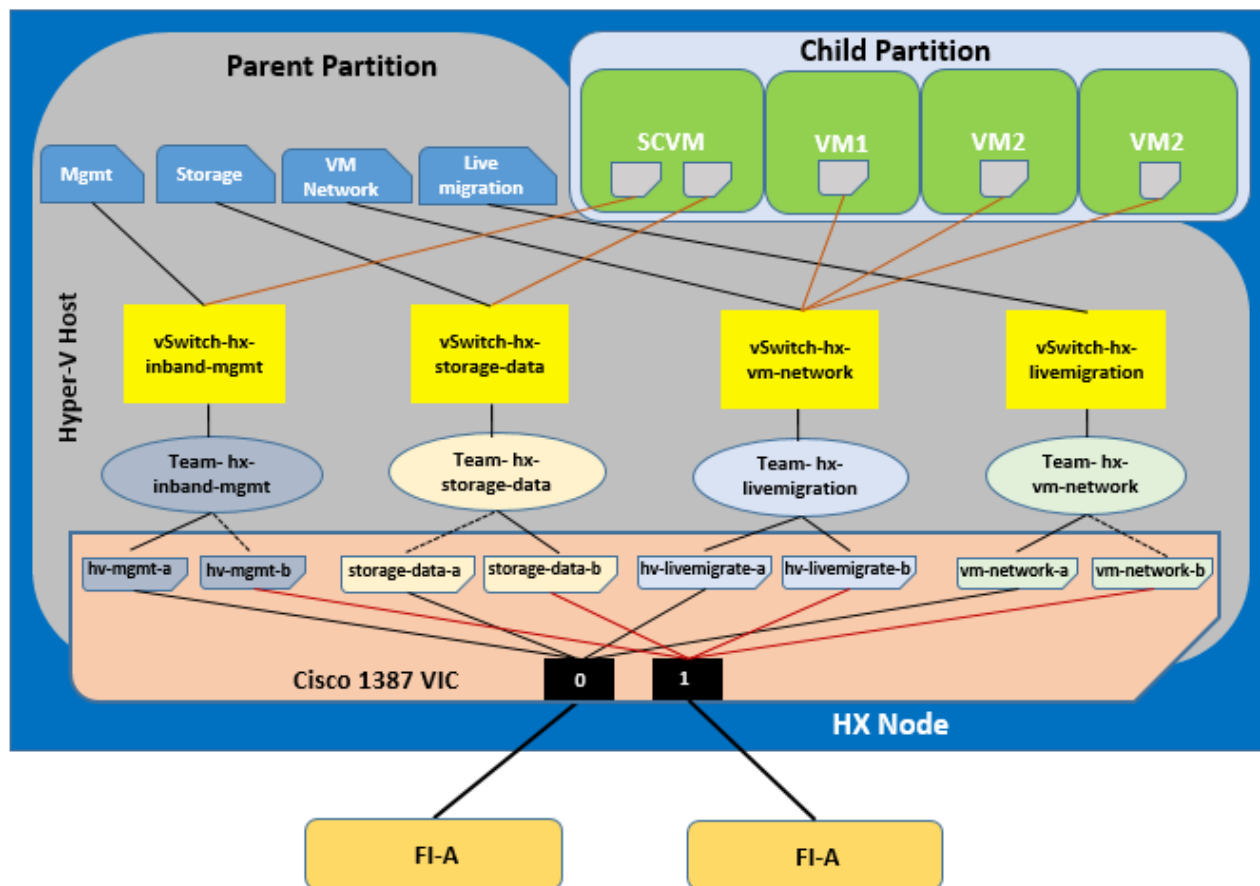 Parent Partition
Child Partition
SCVM
VM1
VM2
VM2
Mgmt
Storage
VM
Network
Live
migration
Hyper-V Host
vSwitch-hx-
inband-mgmt
vSwitch-hx-
storage-data
vSwitch-hx-
vm-network
vSwitch-hx-
livemigration
Team- hx-
inband-mgmt
Team- hx-
storage-data
Team- hx-
livemigration
Team- hx-
vm-network
hv-mgmt-a
hv-mgmt-b
storage-data-a
storage-data-b
hv-livemigrate-a
hv-livemigrate-b
vm-network-a
vm-network-b
Cisco 1387 VIC
0
1
HX Node
FI-A
FI-A